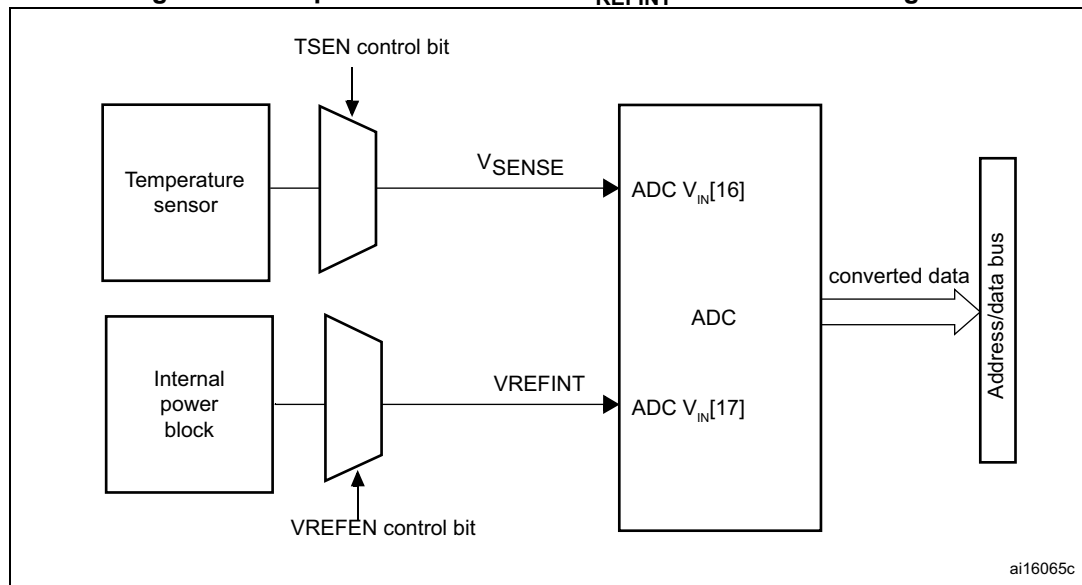 REFINT
TSEN control bit
Temperature
sensor
VSENSE
ADC VIN[16]
converted data
Address/data bus
ADC
Internal
power
block
VREFINT
ADC VIN[17]
VREFEN control bit
ai16065c